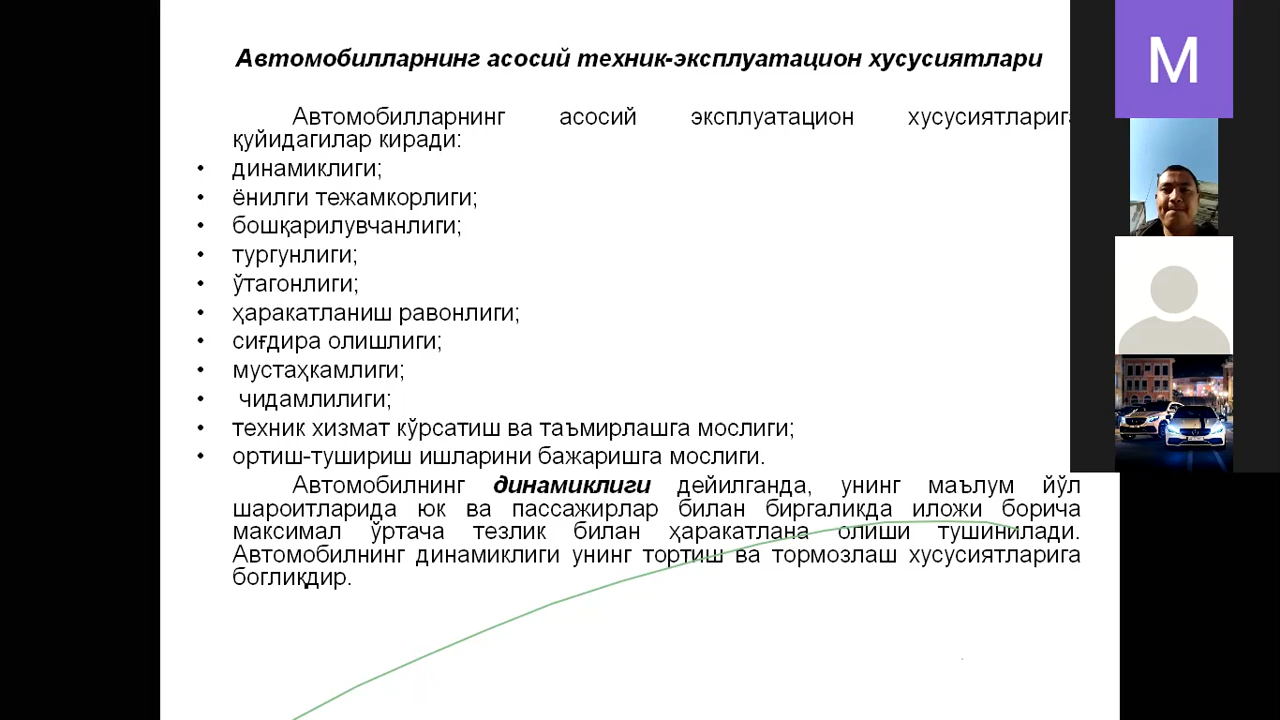 Автомобилларнинг асосий техник-эксплуатацион хусусиятлари
Автомобилларнинг асосий эксплуатацион хусусиятларига
қуйидагилар киради:
• динамиклиги;
• ёнилги тежамкорлиги;
• бошқарилувчанлиги;
• тургунлиги;
• ўтагонлиги;
• ҳаракатланиш равонлиги;
• сиғдира олишлиги;
• мустаҳкамлиги;
• чидамлилиги;
• техник хизмат кўрсатиш ва таъмирлашга мослиги;
• ортиш-тушириш ишларини бажаришга мослиги.
Автомобилнинг динамиклиги дейилганда, унинг маълум йўл
шароитларида юк ва пассажирлар билан биргаликда иложи борича
максимал ўртача тезлик билан ҳаракатлана олиши тушинилади.
Автомобилнинг динамиклиги унинг тортиш ва тормозлаш хусусиятларига
боглиқдир.
M